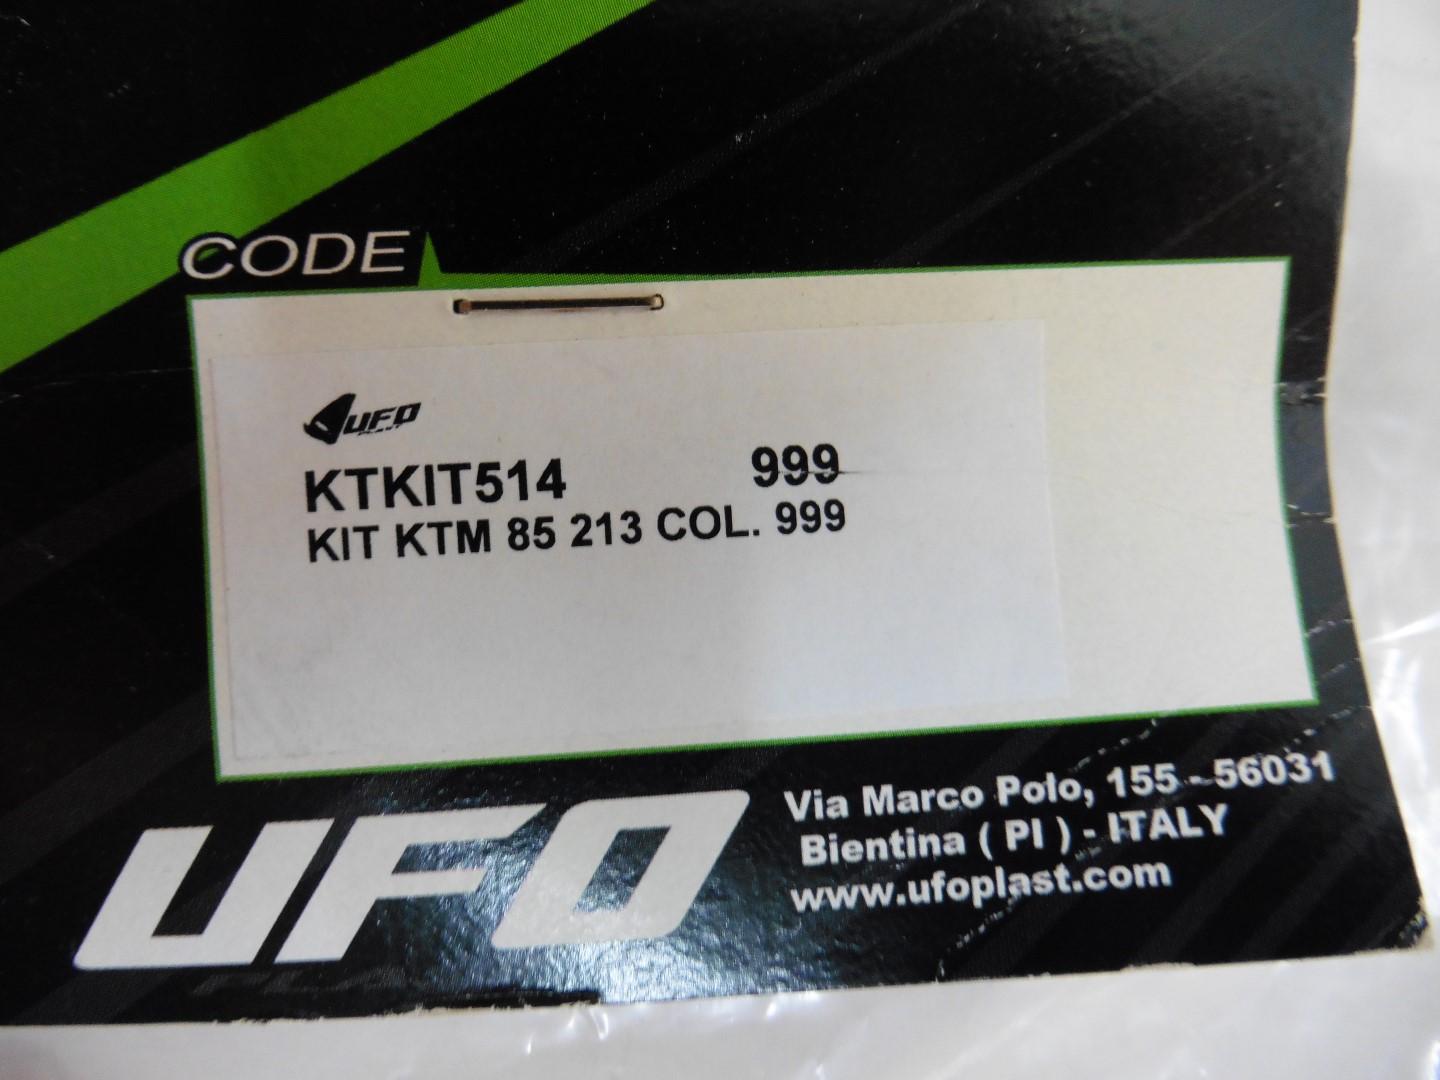 CODE
UFO
PLAST
KTKIT514 999
KIT KTM 85 213 COL. 999
UFO
Via Marco Polo, 155 - 56031
Bientina ( PI ) - ITALY
www.ufoplast.com